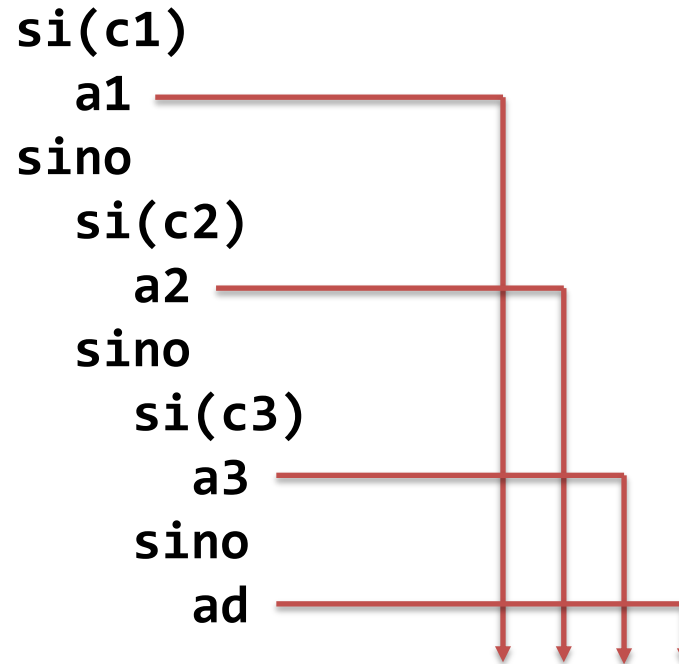 si(c1)
a1
sino
si(c2)
a2
sino
si(c3)
a3
sino
ad